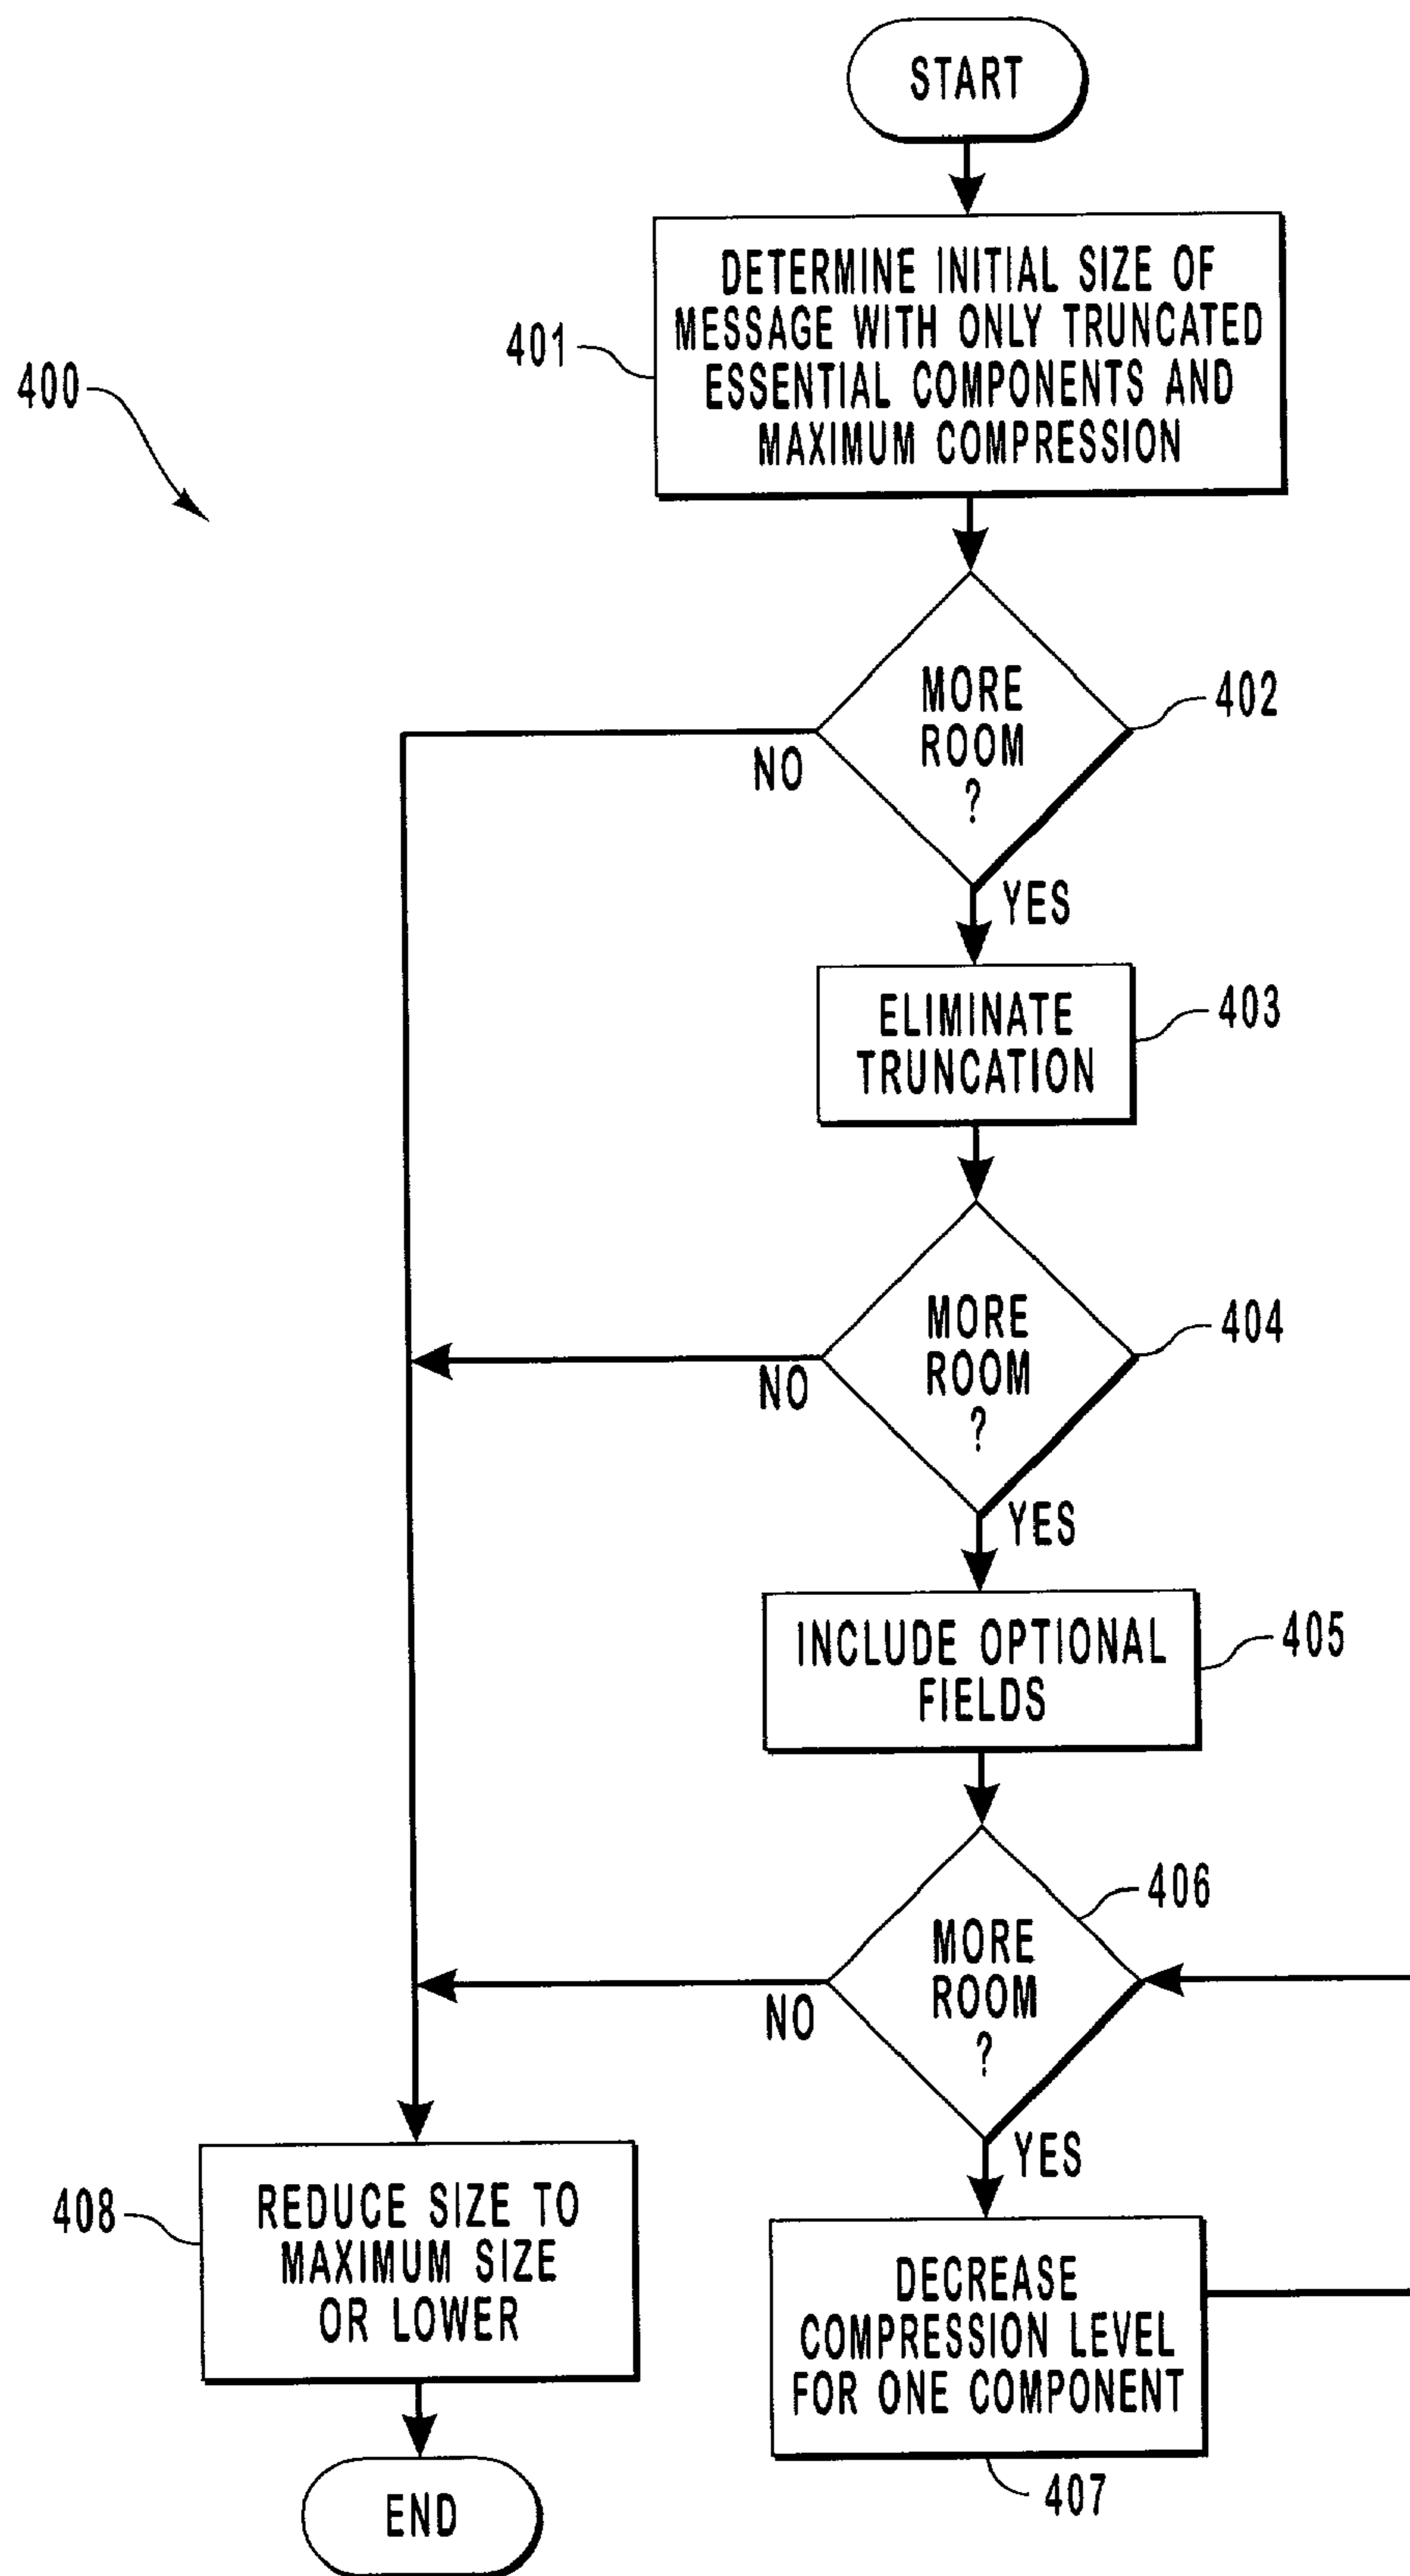 START
DETERMINE INITIAL SIZE OF
MESSAGE WITH ONLY TRUNCATED
ESSENTIAL COMPONENTS AND
MAXIMUM COMPRESSION
401
400
MORE
ROOM
?
402
NO
YES
ELIMINATE
TRUNCATION
403
MORE
ROOM
?
404
NO
YES
INCLUDE OPTIONAL
FIELDS
405
MORE
ROOM
?
406
NO
YES
REDUCE SIZE TO
MAXIMUM SIZE
OR LOWER
408
DECREASE
COMPRESSION LEVEL
FOR ONE COMPONENT
407
END